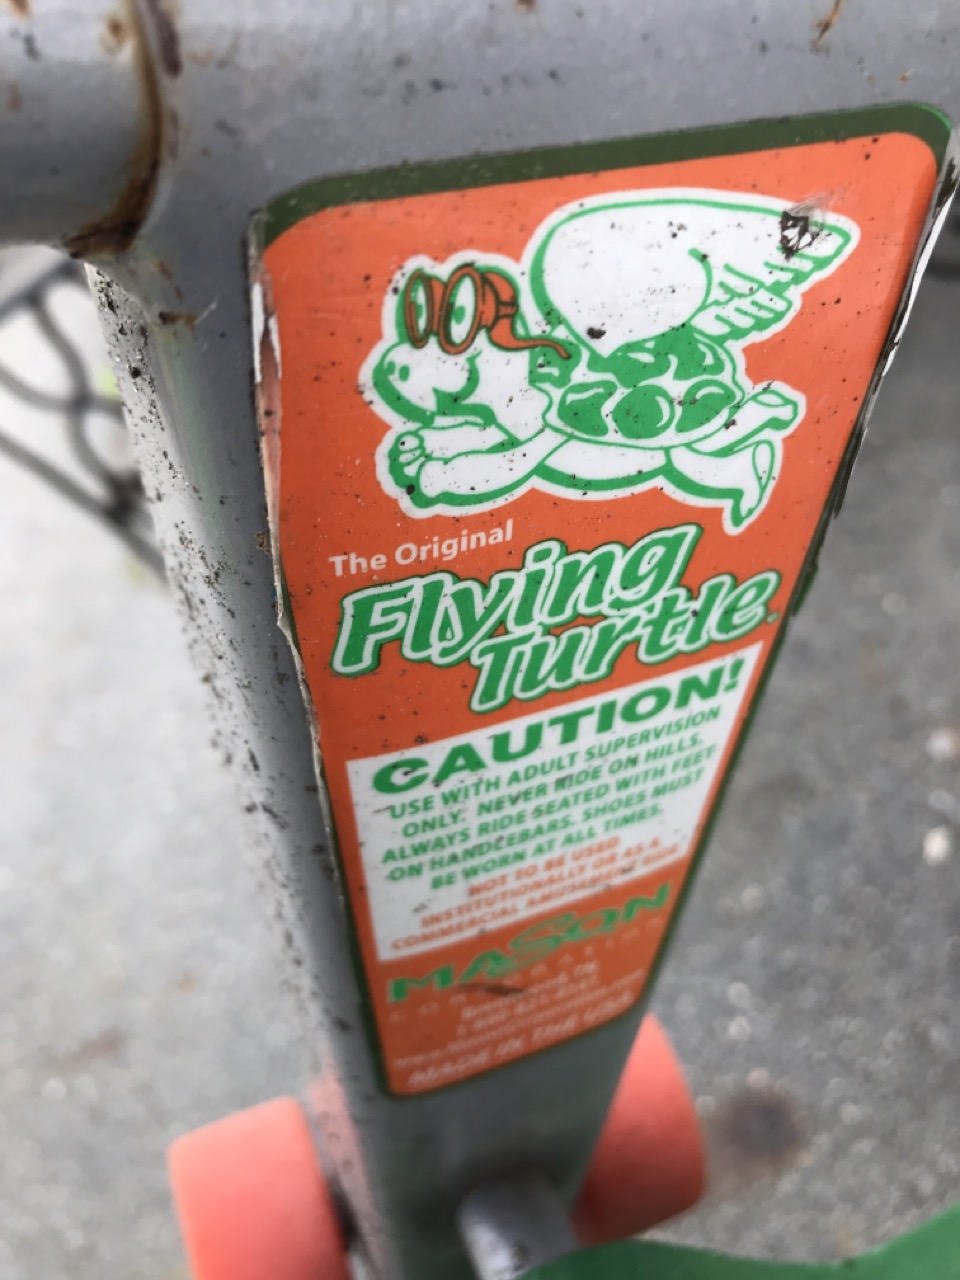 The Original
Flying
Turtle
CAUTION!
USE WITH ADULT SUPERVISION
ONLY. NEVER RIDE ON HILLS.
ALWAYS RIDE SEATED WITH FEET
ON HANDLEBARS. SHOES MUST
BE WORN AT ALL TIMES.
NOT TO BE USED
INSTITUTIONALLY OR AS A
COMMERCIAL AMUSEMENT RIDE
MASON
CORPORATION
MADE IN THE USA